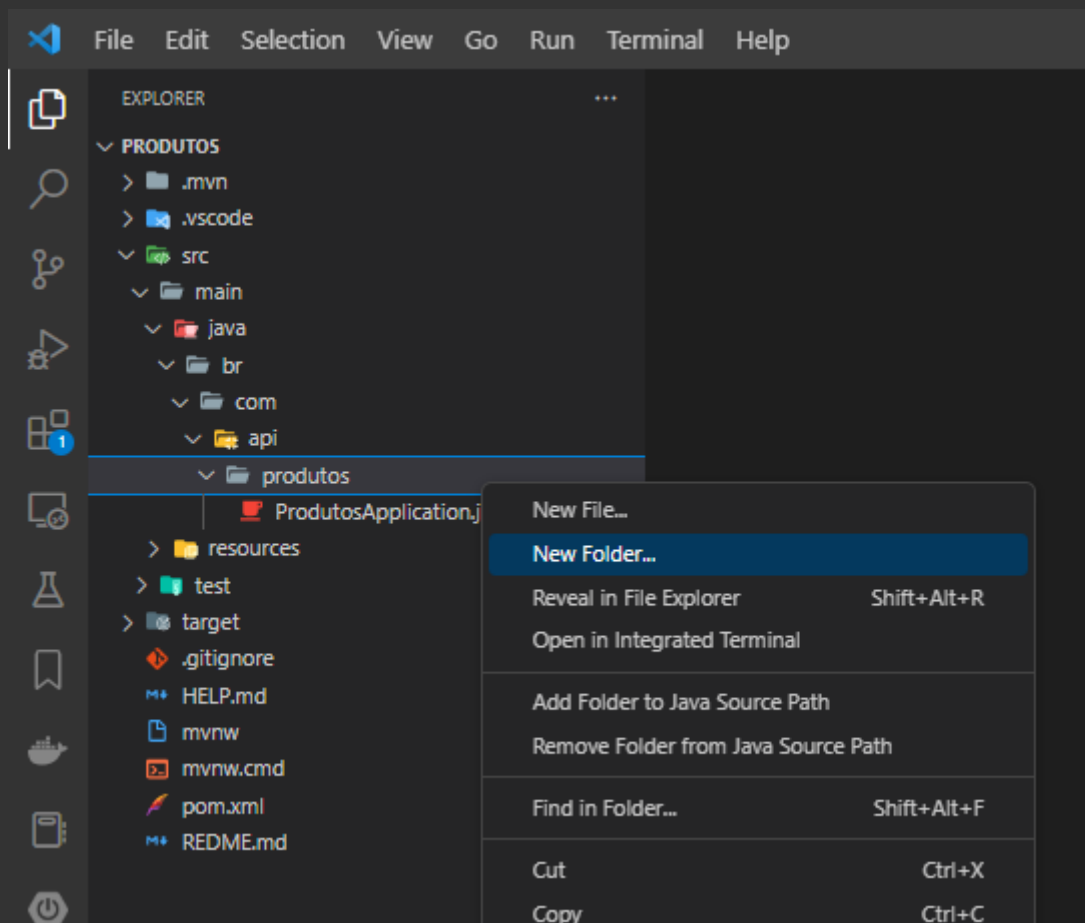 File Edit Selection View Go Run Terminal Help
EXPLORER
PRODUTOS
.mvn
.vscode
src
main
java
br
com
api
produtos
ProdutosApplication.j
resources
test
target
.gitignore
M↓ HELP.md
mvnw
mvnw.cmd
pom.xml
M↓ REDME.md
1
New File...
New Folder...
Reveal in File Explorer Shift+Alt+R
Open in Integrated Terminal
Add Folder to Java Source Path
Remove Folder from Java Source Path
Find in Folder... Shift+Alt+F
Cut Ctrl+X
Copy Ctrl+C